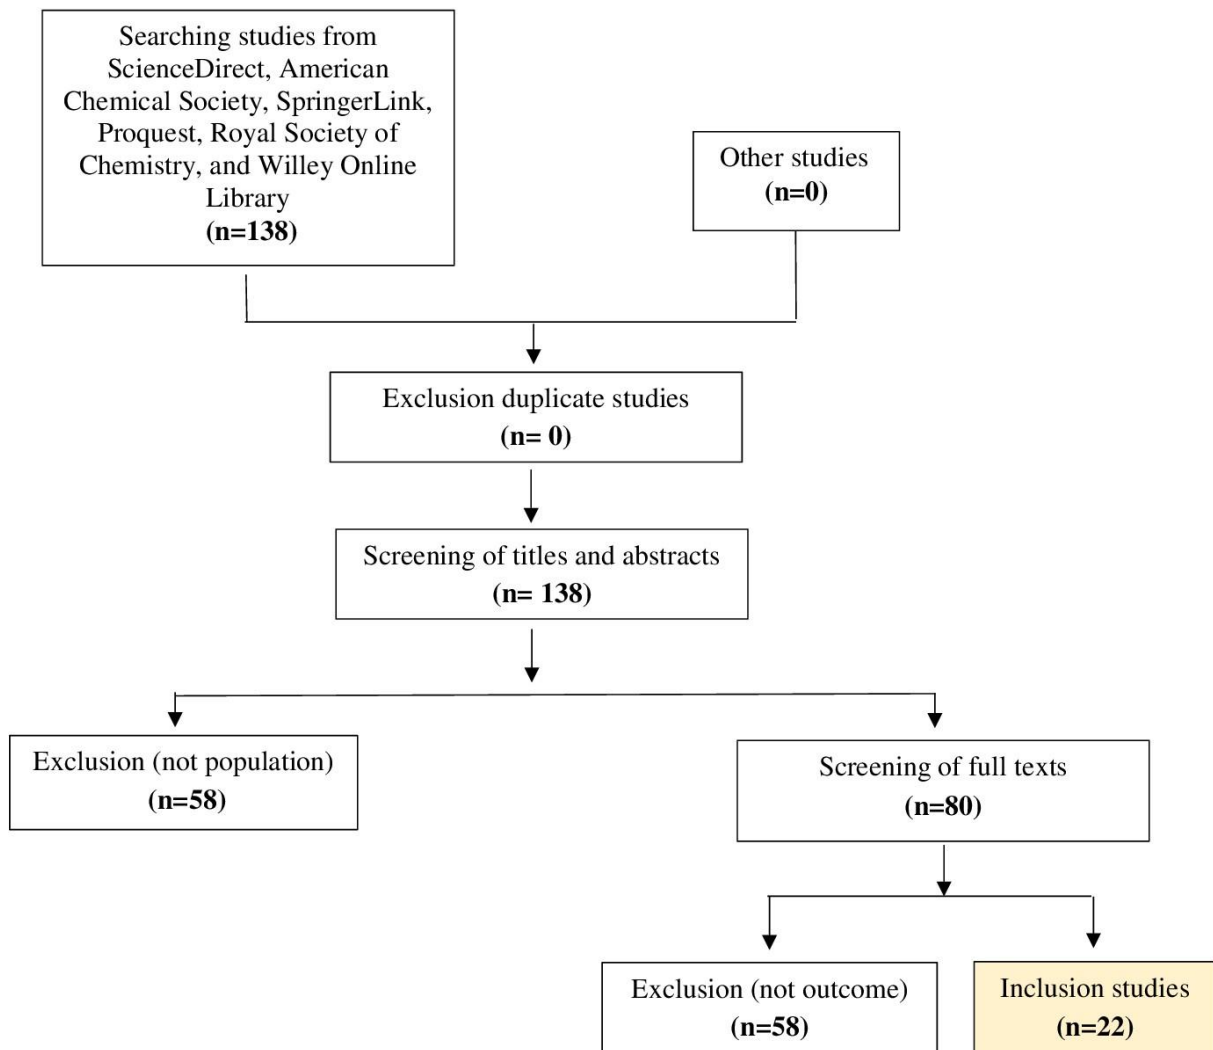 Searching studies from
ScienceDirect, American
Chemical Society, SpringerLink,
Proquest, Royal Society of
Chemistry, and Willey Online
Library
(n=138)
Other studies
(n=0)
Exclusion duplicate studies
(n= 0)
Screening of titles and abstracts
(n= 138)
Exclusion (not population)
(n=58)
Screening of full texts
(n=80)
Exclusion (not outcome)
(n=58)
Inclusion studies
(n=22)